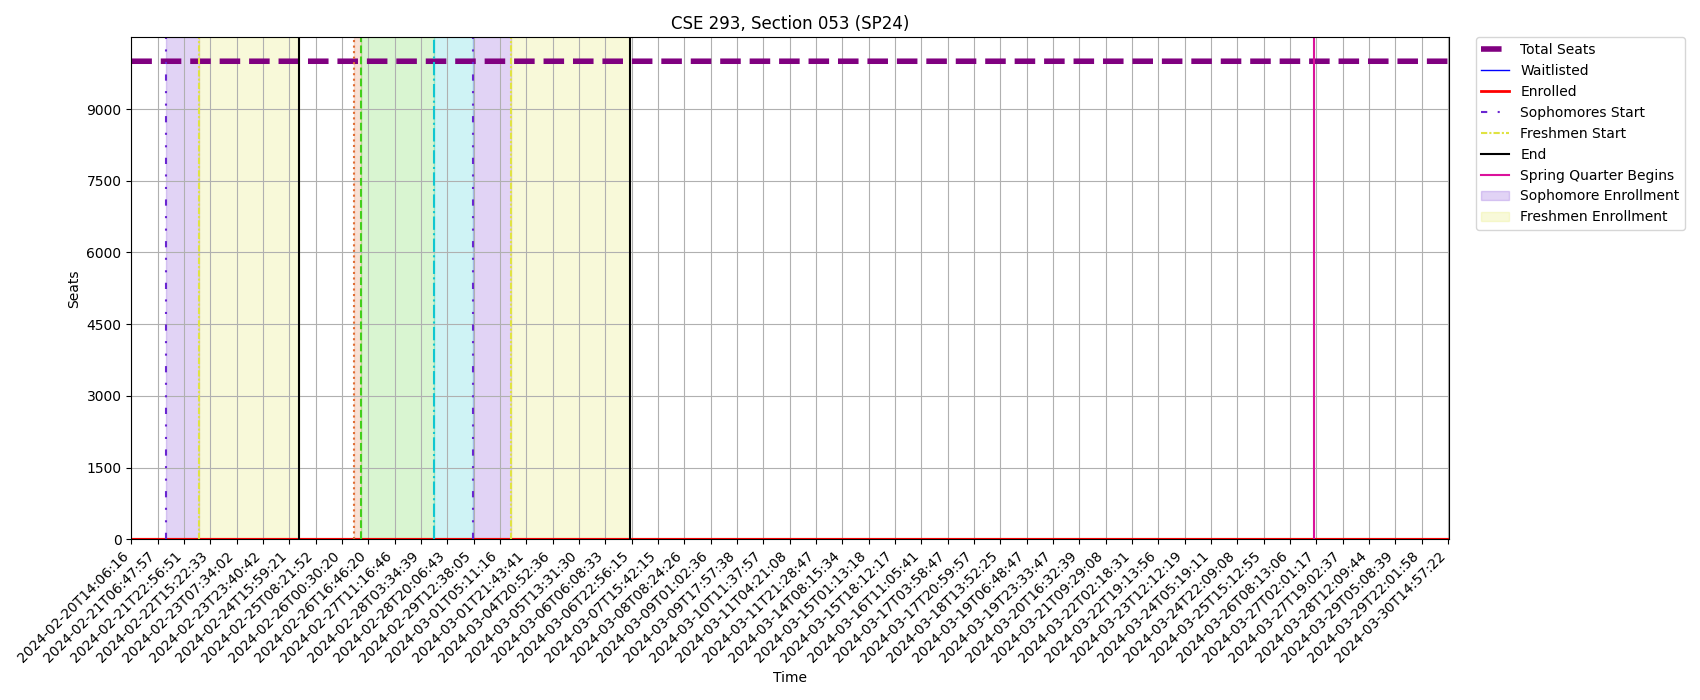 CSE 293, Section 053 (SP24)
Total Seats
Waitlisted
Enrolled
Sophomores Start
Freshmen Start
End
Spring Quarter Begins
Sophomore Enrollment
Freshmen Enrollment
Seats
9000
7500
6000
4500
3000
1500
0
2024-02-20T14:06:16
2024-02-21T06:47:57
2024-02-21T22:56:51
2024-02-22T15:22:33
2024-02-23T07:34:02
2024-02-23T23:40:42
2024-02-24T15:59:21
2024-02-25T08:21:52
2024-02-26T00:30:20
2024-02-26T16:46:20
2024-02-27T11:16:46
2024-02-28T03:34:39
2024-02-28T20:06:43
2024-02-29T12:38:05
2024-03-01T05:11:16
2024-03-01T21:43:41
2024-03-04T20:52:36
2024-03-05T13:31:30
2024-03-06T06:08:33
2024-03-06T22:56:15
2024-03-07T15:42:15
2024-03-08T08:24:26
2024-03-09T01:02:36
2024-03-09T17:57:38
2024-03-10T11:37:57
2024-03-11T04:21:08
2024-03-11T21:28:47
2024-03-14T08:15:34
2024-03-15T01:13:18
2024-03-15T18:12:17
2024-03-16T11:05:41
2024-03-17T03:58:47
2024-03-17T20:59:57
2024-03-18T13:52:25
2024-03-19T06:48:47
2024-03-19T23:33:47
2024-03-20T16:32:39
2024-03-21T09:29:08
2024-03-22T02:18:31
2024-03-22T19:13:56
2024-03-23T12:12:19
2024-03-24T05:19:11
2024-03-24T22:09:08
2024-03-25T15:12:55
2024-03-26T08:13:06
2024-03-27T02:01:17
2024-03-27T19:02:37
2024-03-28T12:09:44
2024-03-29T05:08:39
2024-03-29T22:01:58
2024-03-30T14:57:22
Time